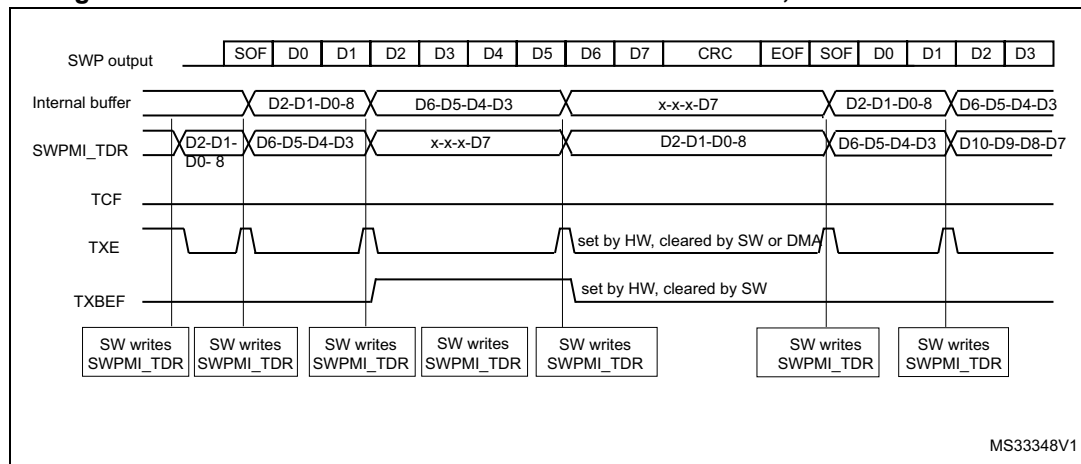 SWP output SOF D0 D1 D2 D3 D4 D5 D6 D7 CRC EOF SOF D0 D1 D2 D3
Internal buffer D2-D1-D0-8 D6-D5-D4-D3 x-x-x-D7 D2-D1-D0-8 D6-D5-D4-D3
SWPMI_TDR D2-D1- D6-D5-D4-D3 x-x-x-D7 D2-D1-D0-8 D6-D5-D4-D3 D10-D9-D8-D7
D0- 8
TCF
TXE set by HW, cleared by SW or DMA
TXBEF set by HW, cleared by SW
SW writes SW writes SW writes SW writes SW writes SW writes SW writes
SWPMI_TDR SWPMI_TDR SWPMI_TDR SWPMI_TDR SWPMI_TDR SWPMI_TDR SWPMI_TDR
MS33348V1